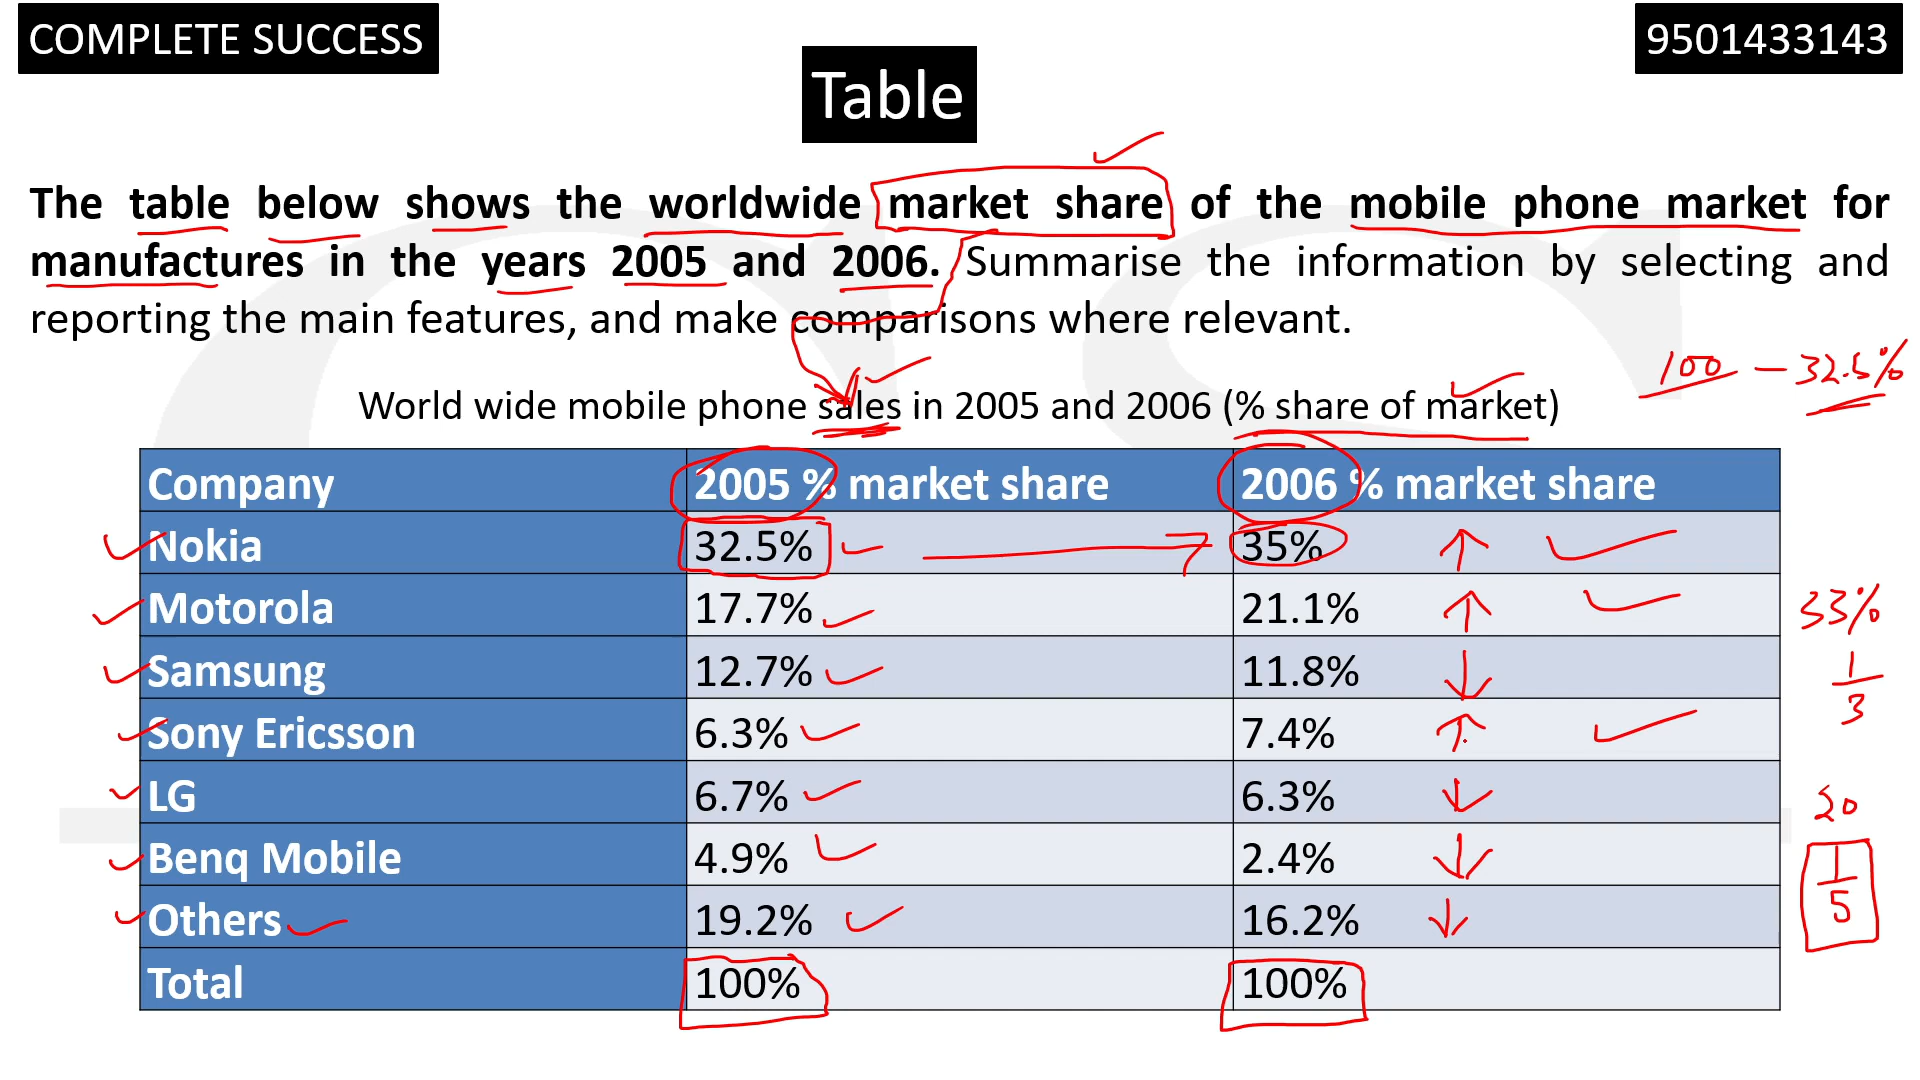 COMPLETE SUCCESS
9501433143
Table
The table below shows the worldwide market share of the mobile phone market for
manufactures in the years 2005 and 2006. Summarise the information by selecting and
reporting the main features, and make comparisons where relevant.
100 - 32.5%
World wide mobile phone sales in 2005 and 2006 (% share of market)
Company 2005 % market share 2006 % market share
Nokia 32.5% 35%
Motorola 17.7% 21.1%
33%
Samsung 12.7% 11.8%
1/3
Sony Ericsson 6.3% 7.4%
LG 6.7% 6.3%
20
Benq Mobile 4.9% 2.4%
1/5
Others 19.2% 16.2%
Total 100% 100%